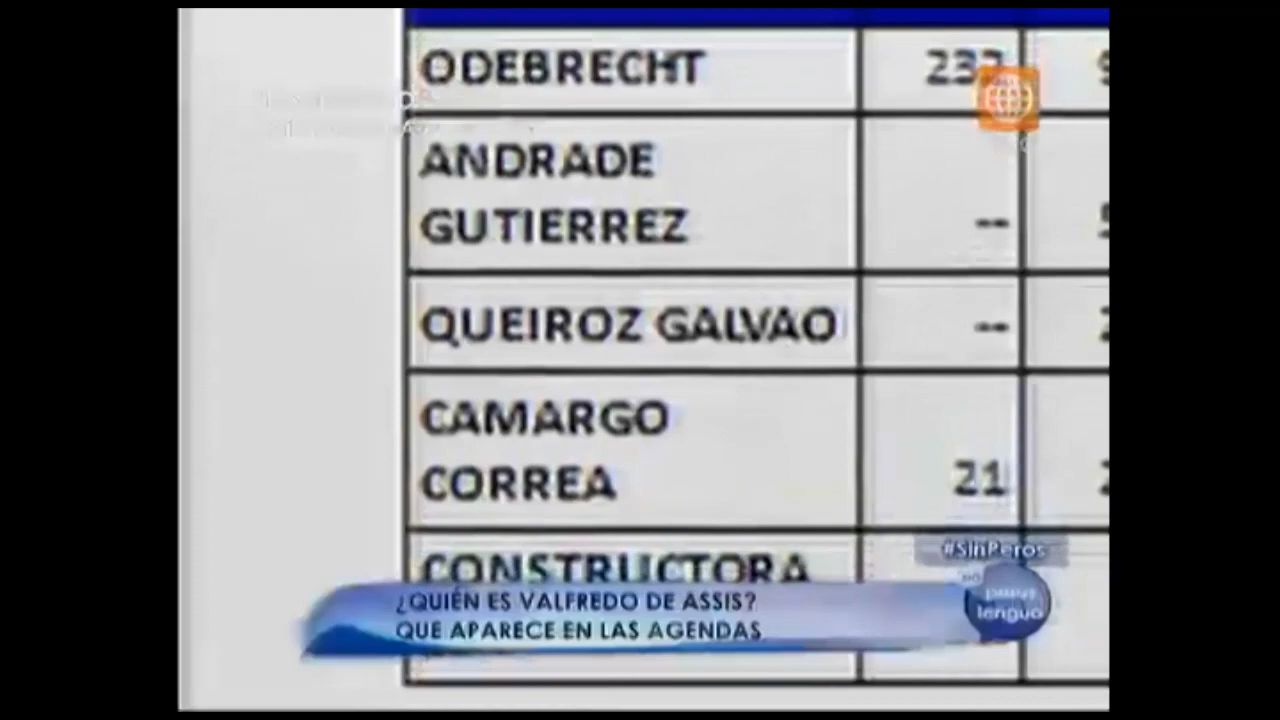 ODEBRECHT
ANDRADE
GUTIERREZ --
QUEIROZ GALVAO --
CAMARGO
CORREA 21
CONSTRUCTORA
#SinPeros
lengua
¿QUIÉN ES VALFREDO DE ASSIS?
QUE APARECE EN LAS AGENDAS